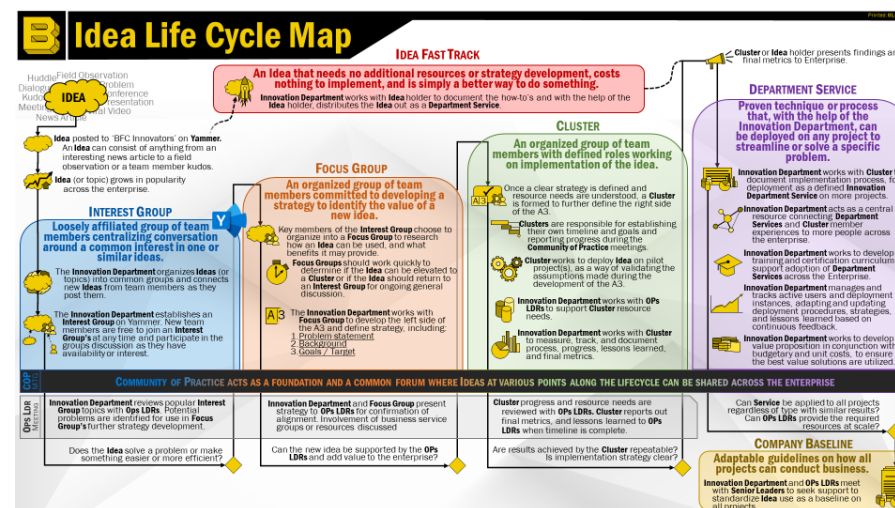 B Idea Life Cycle Map
Printed
IDEA FAST TRACK
An Idea that needs no additional resources or strategy development, costs
nothing to implement, and is simply a better way to do something.
Innovation Department works with Idea holder to document the how-to's and with the help of the
Idea holder, distributes the Idea out as a Department Service.
Cluster or Idea holder presents findings
final metrics to Enterprise.
Huddle Field Observation
Problem
Meetin
News Article
Video
IDEA
Idea posted to 'BFC Innovators' on Yammer.
An Idea can consist of anything from an
interesting news article to a field
observation or a team member kudos.
Idea (or topic) grows in popularity
across the enterprise.
INTEREST GROUP
Loosely affiliated group of team
members centralizing conversation
around a common interest in one or
similar ideas.
The Innovation Department organizes Ideas (or
topics) into common groups and connects
new Ideas from team members as they
post them.
The Innovation Department establishes an
Interest Group on Yammer. New team
members are free to join an Interest
Group's at any time and participate in the
groups discussion as they have
availability or interest.
FOCUS GROUP
An organized group of team
members committed to developing a
strategy to identify the value of a
new idea.
Key members of the Interest Group choose to
organize into a Focus Group to research
how an Idea can be used, and what
benefits it may provide.
Focus Groups should work quickly to
determine if the Idea can be elevated to
a Cluster or if the Idea should return to
an Interest Group for ongoing general
discussion.
A3
The Innovation Department works with
Focus Group to develop the left side of
the A3 and define strategy, including:
1. Problem statement
2. Background
3. Goals / Target
CLUSTER
An organized group of team
members with defined roles working
on implementation of the idea.
A3
Once a clear strategy is defined and
resource needs are understood, a Cluster
is formed to further define the right side
of the A3.
Clusters are responsible for establishing
their own timeline and goals and
reporting progress during the
Community of Practice meetings.
Cluster works to deploy Idea on pilot
project(s), as a way of validating the
assumptions made during the
development of the A3.
Innovation Department works with OPs
LDRs to support Cluster resource
needs.
Innovation Department works with Cluster
to measure, track, and document
process, progress, lessons learned,
and final metrics.
DEPARTMENT SERVICE
Proven technique or process
that, with the help of the
Innovation Department, can
be deployed on any project to
streamline or solve a specific
problem.
Innovation Department works with Cluster
document implementation process,
deployment as a defined Innovation
Department Service on more projects.
Innovation Department acts as a central
resource connecting Department
Services and Cluster member
experiences to more people across
the enterprise.
Innovation Department works to develop
training and certification curriculum
support adoption of Department
Services across the Enterprise.
Innovation Department manages and
tracks active users and deployment
instances, adapting and updating
deployment procedures, strategies,
and lessons learned based on
continuous feedback.
Innovation Department works to develop
value proposition in conjunction with
budgetary and unit costs, to ensure
the best value solutions are utilized.
COP
MTG
COMMUNITY OF PRACTICE ACTS AS A FOUNDATION AND A COMMON FORUM WHERE IDEAS AT VARIOUS POINTS ALONG THE LIFECYCLE CAN BE SHARED ACROSS THE ENTERPRISE
OPS LDR
MEETING
Innovation Department reviews popular Interest
Group topics with Ops LDRs. Potential
problems are identified for use in Focus
Group's further strategy development.
Innovation Department and Focus Group present
strategy to OPs LDRs for confirmation of
alignment. Involvement of business service
groups or resources discussed
Cluster progress and resource needs are
reviewed with OPs LDRs. Cluster reports out
final metrics, and lessons learned to OPs
LDRs when timeline is complete.
Can Service be applied to all projects
regardless of type with similar results?
Can OPs LDRs provide the required
resources at scale?
Does the Idea solve a problem or make
something easier or more efficient?
Can the new idea be supported by the OPs
LDRs and add value to the enterprise?
Are results achieved by the Cluster repeatable?
Is implementation strategy clear?
COMPANY BASELINE
Adaptable guidelines on how all
projects can conduct business.
Innovation Department and OPs LDRs meet
with Senior Leaders to seek support to
standardize Idea use as a baseline on
all projects.